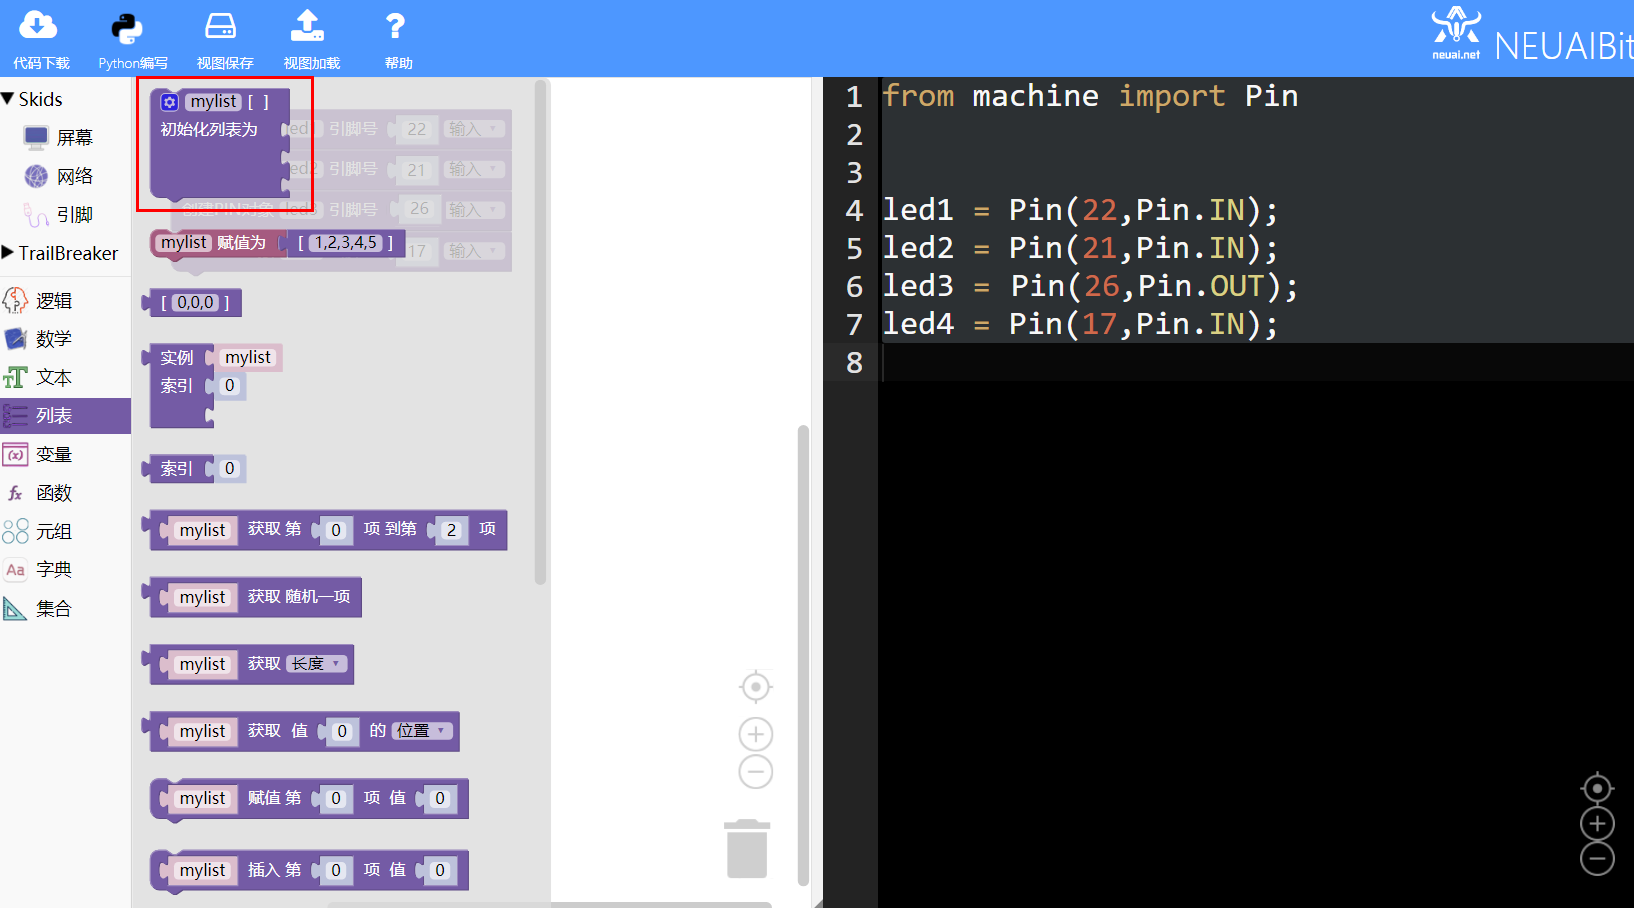 代码下载
Python编写
视图保存
视图加载
帮助
neuai.net
NEUAIBit
Skids
屏幕
网络
引脚
TrailBreaker
逻辑
数学
文本
列表
变量
函数
元组
Aa 字典
集合
mylist [ ]
初始化列表为
led1 引脚号 22 输入
led2 引脚号 21 输入
创建PIN对象 led3 引脚号 26 输入
17 输入
mylist 赋值为 [ 1,2,3,4,5 ]
[ 0,0,0 ]
实例 mylist
索引 0
索引 0
mylist 获取 第 0 项 到第 2 项
mylist 获取 随机一项
mylist 获取 长度
mylist 获取 值 0 的 位置
mylist 赋值 第 0 项 值 0
mylist 插入 第 0 项 值 0
1 from machine import Pin
2
3
4 led1 = Pin(22,Pin.IN);
5 led2 = Pin(21,Pin.IN);
6 led3 = Pin(26,Pin.OUT);
7 led4 = Pin(17,Pin.IN);
8